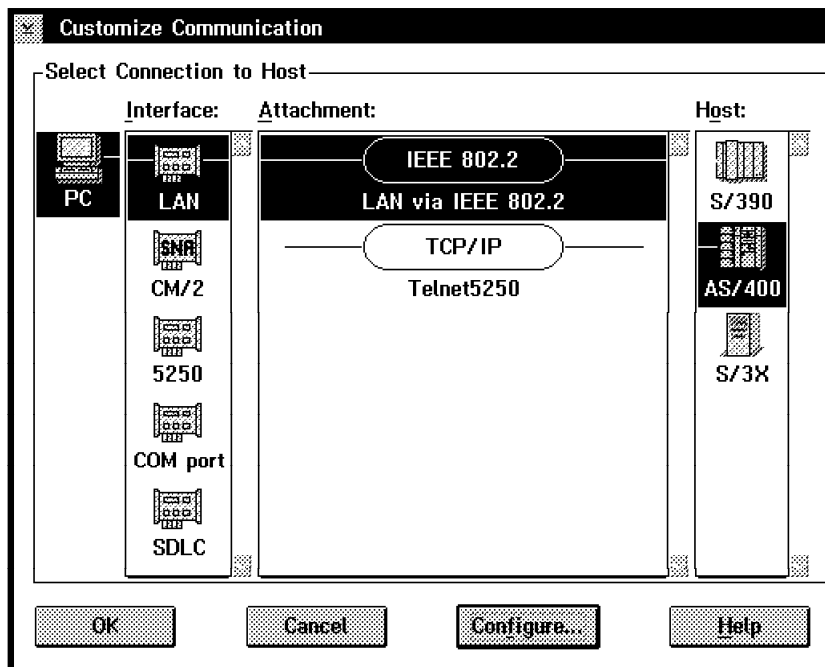 Customize Communication
Select Connection to Host
Interface:
Attachment:
Host:
PC
LAN
SNA
CM/2
5250
COM port
SDLC
IEEE 802.2
LAN via IEEE 802.2
TCP/IP
Telnet5250
S/390
AS/400
S/3X
OK
Cancel
Configure...
Help